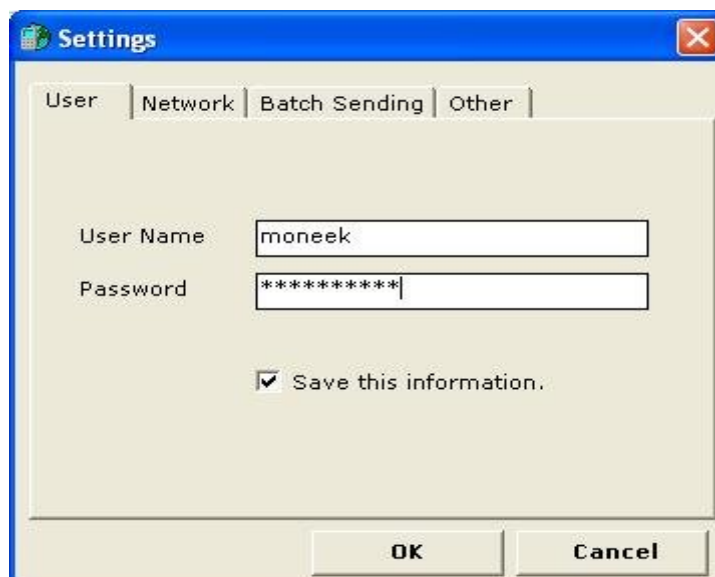 Settings
User Network Batch Sending Other
User Name moneek
Password **********
Save this information.
OK Cancel